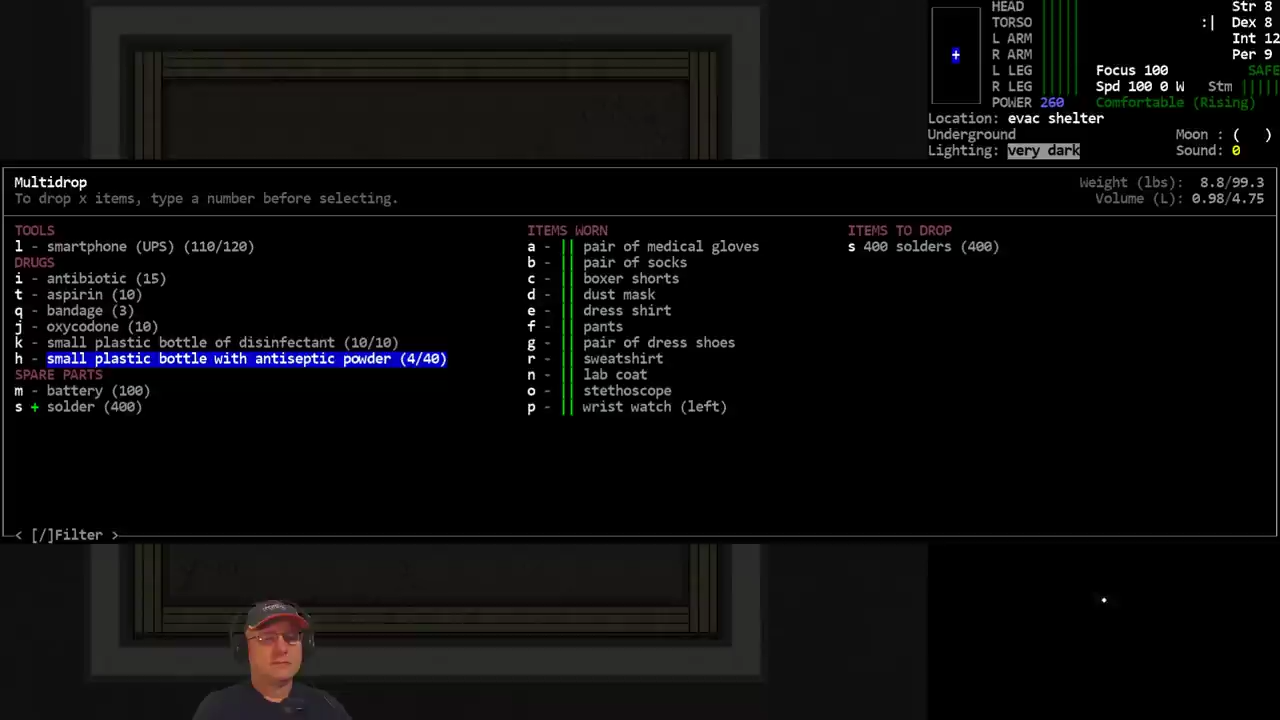 HEAD Str 8
TORSO :| Dex 8
L ARM Int 12
R ARM Per 9
L LEG Focus 100 SAFE
R LEG Spd 100 0 W Stm |||||
POWER 260 Comfortable (Rising)
Location: evac shelter
Underground Moon : ( )
Lighting: very dark Sound: 0
Multidrop Weight (lbs): 8.8/99.3
To drop x items, type a number before selecting. Volume (L): 0.98/4.75
TOOLS
l - smartphone (UPS) (110/120)
DRUGS
i - antibiotic (15)
t - aspirin (10)
q - bandage (3)
j - oxycodone (10)
k - small plastic bottle of disinfectant (10/10)
h - small plastic bottle with antiseptic powder (4/40)
SPARE PARTS
m - battery (100)
s + solder (400)
ITEMS WORN
a - || pair of medical gloves
b - || pair of socks
c - || boxer shorts
d - || dust mask
e - || dress shirt
f - || pants
g - || pair of dress shoes
r - || sweatshirt
n - || lab coat
o - || stethoscope
p - || wrist watch (left)
ITEMS TO DROP
s 400 solders (400)
< [/]Filter >